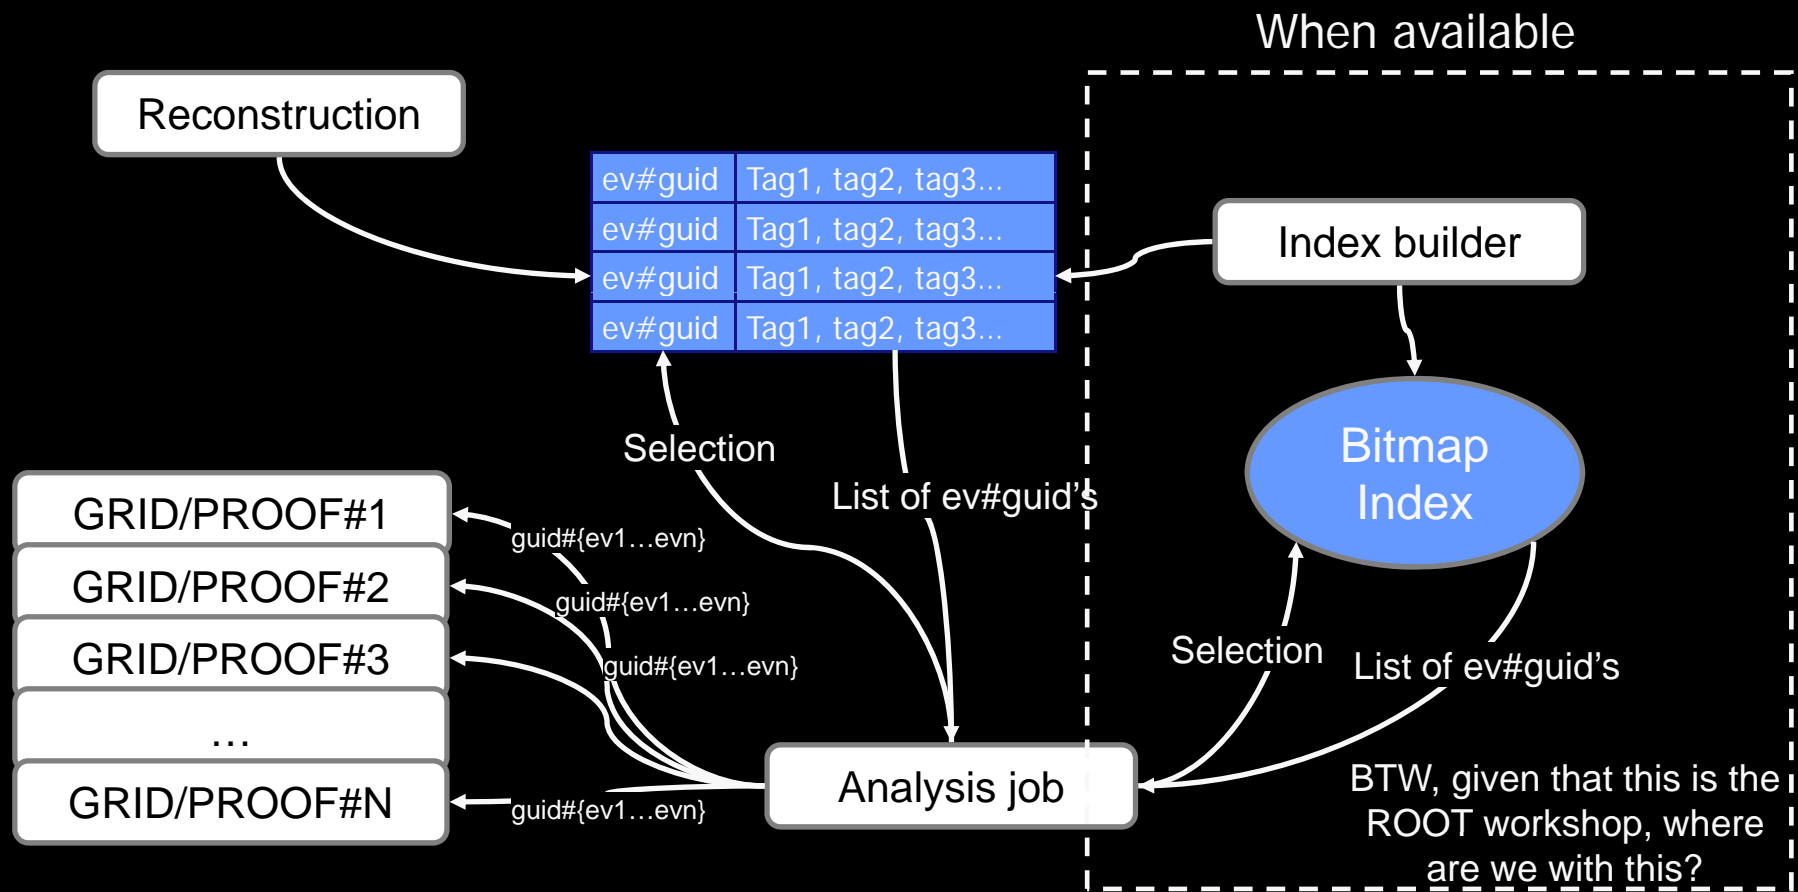 When available
Reconstruction
ev#guid Tag1, tag2, tag3...
ev#guid Tag1, tag2, tag3...
ev#guid Tag1, tag2, tag3...
ev#guid Tag1, tag2, tag3...
Index builder
Bitmap
Index
Selection
List of ev#guid's
GRID/PROOF#1
GRID/PROOF#2
GRID/PROOF#3
…
GRID/PROOF#N
guid#{ev1…evn}
guid#{ev1…evn}
guid#{ev1…evn}
guid#{ev1…evn}
Analysis job
Selection
List of ev#guid's
BTW, given that this is the
ROOT workshop, where
are we with this?